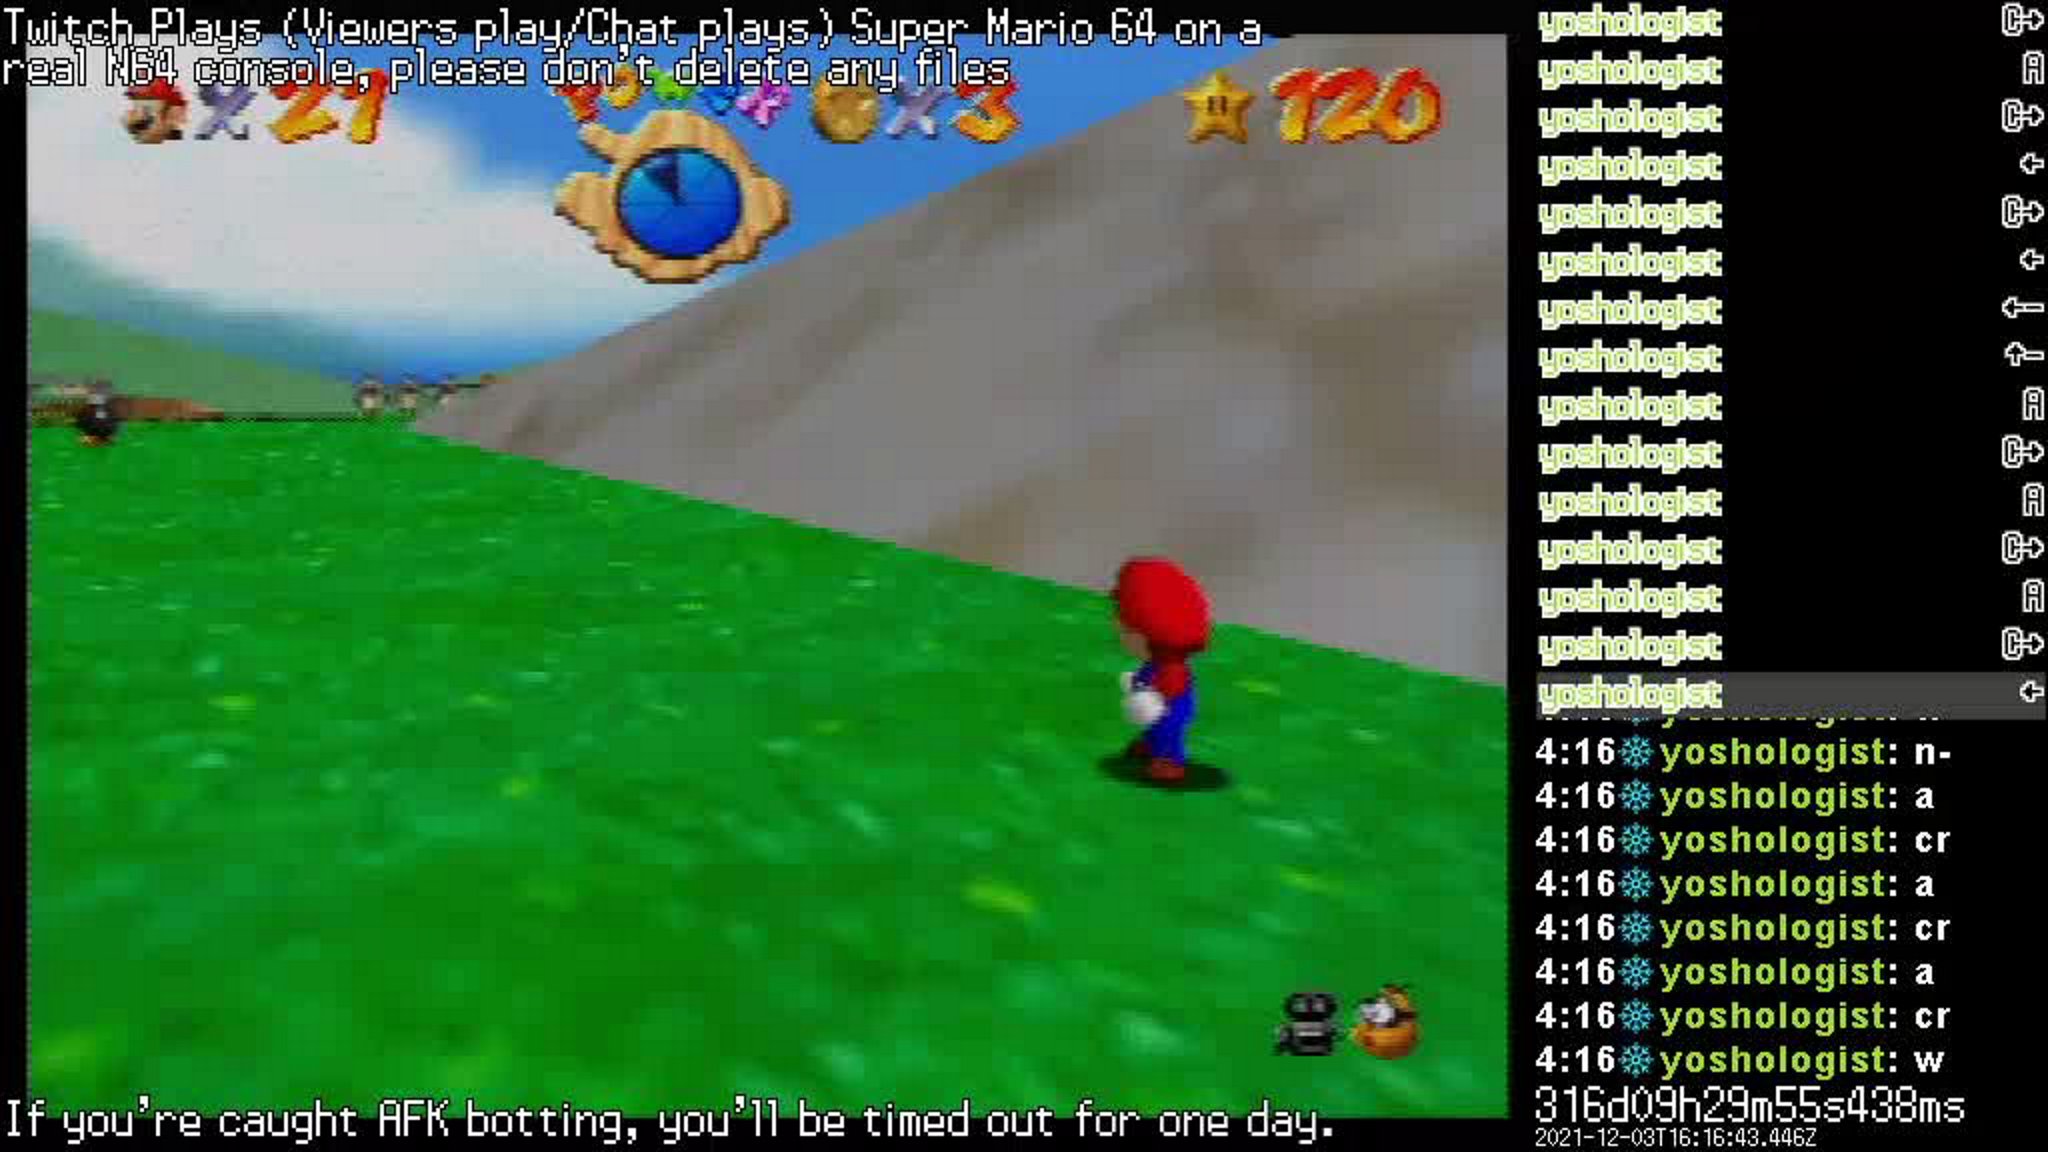 Twitch Plays (Viewers play/Chat plays) Super Mario 64 on a
real N64 console, please don't delete any files
x 21
x 3
120
yoshologist C→
yoshologist A
yoshologist C→
yoshologist ←
yoshologist C→
yoshologist ←
yoshologist ←-
yoshologist ↑-
yoshologist A
yoshologist C→
yoshologist A
yoshologist C→
yoshologist A
yoshologist C→
yoshologist ←
4:16 yoshologist: n-
4:16 yoshologist: a
4:16 yoshologist: cr
4:16 yoshologist: a
4:16 yoshologist: cr
4:16 yoshologist: a
4:16 yoshologist: cr
4:16 yoshologist: w
316d09h29m55s438ms
2021-12-03T16:16:43.446Z
If you're caught AFK botting, you'll be timed out for one day.